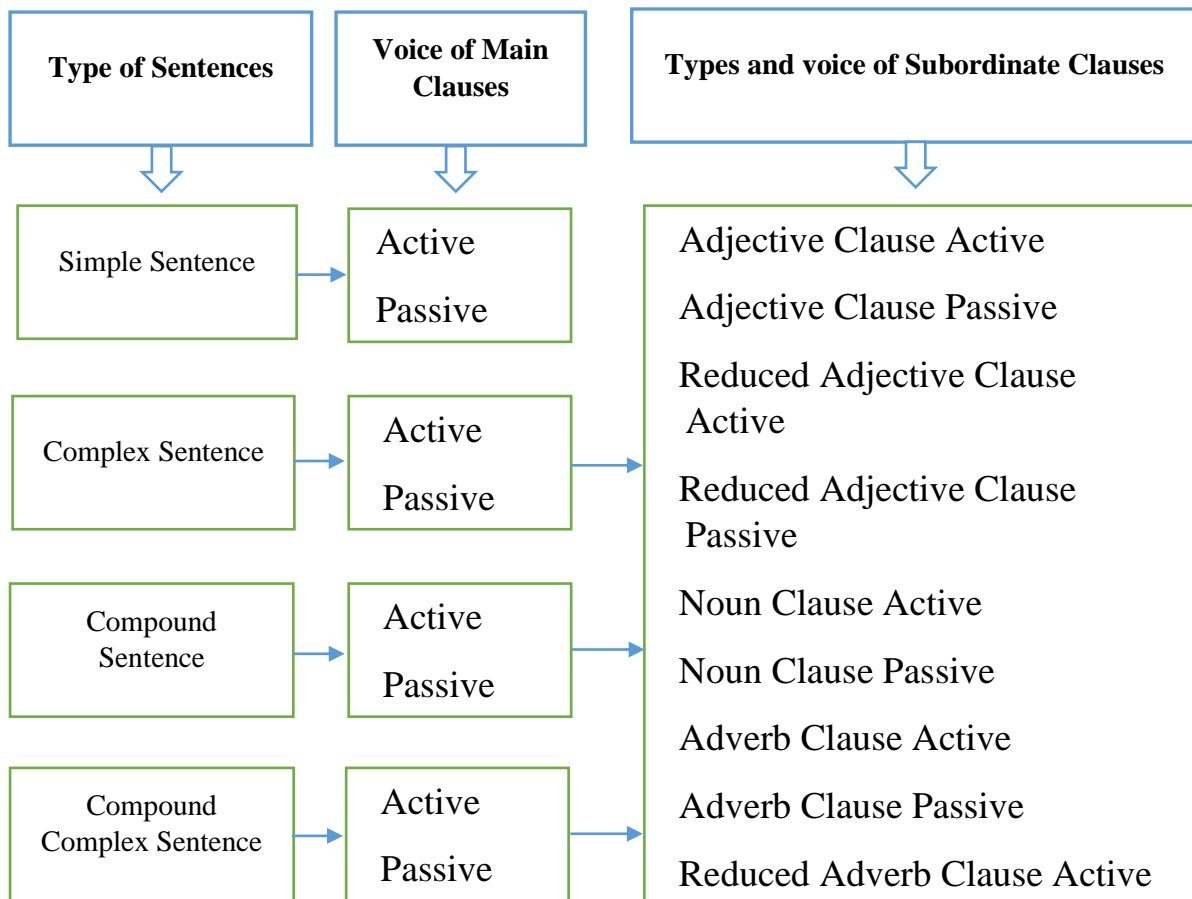 Type of Sentences
Voice of Main
Clauses
Types and voice of Subordinate Clauses
Simple Sentence
Active
Passive
Complex Sentence
Active
Passive
Compound
Sentence
Active
Passive
Compound
Complex Sentence
Active
Passive
Adjective Clause Active
Adjective Clause Passive
Reduced Adjective Clause
Active
Reduced Adjective Clause
Passive
Noun Clause Active
Noun Clause Passive
Adverb Clause Active
Adverb Clause Passive
Reduced Adverb Clause Active